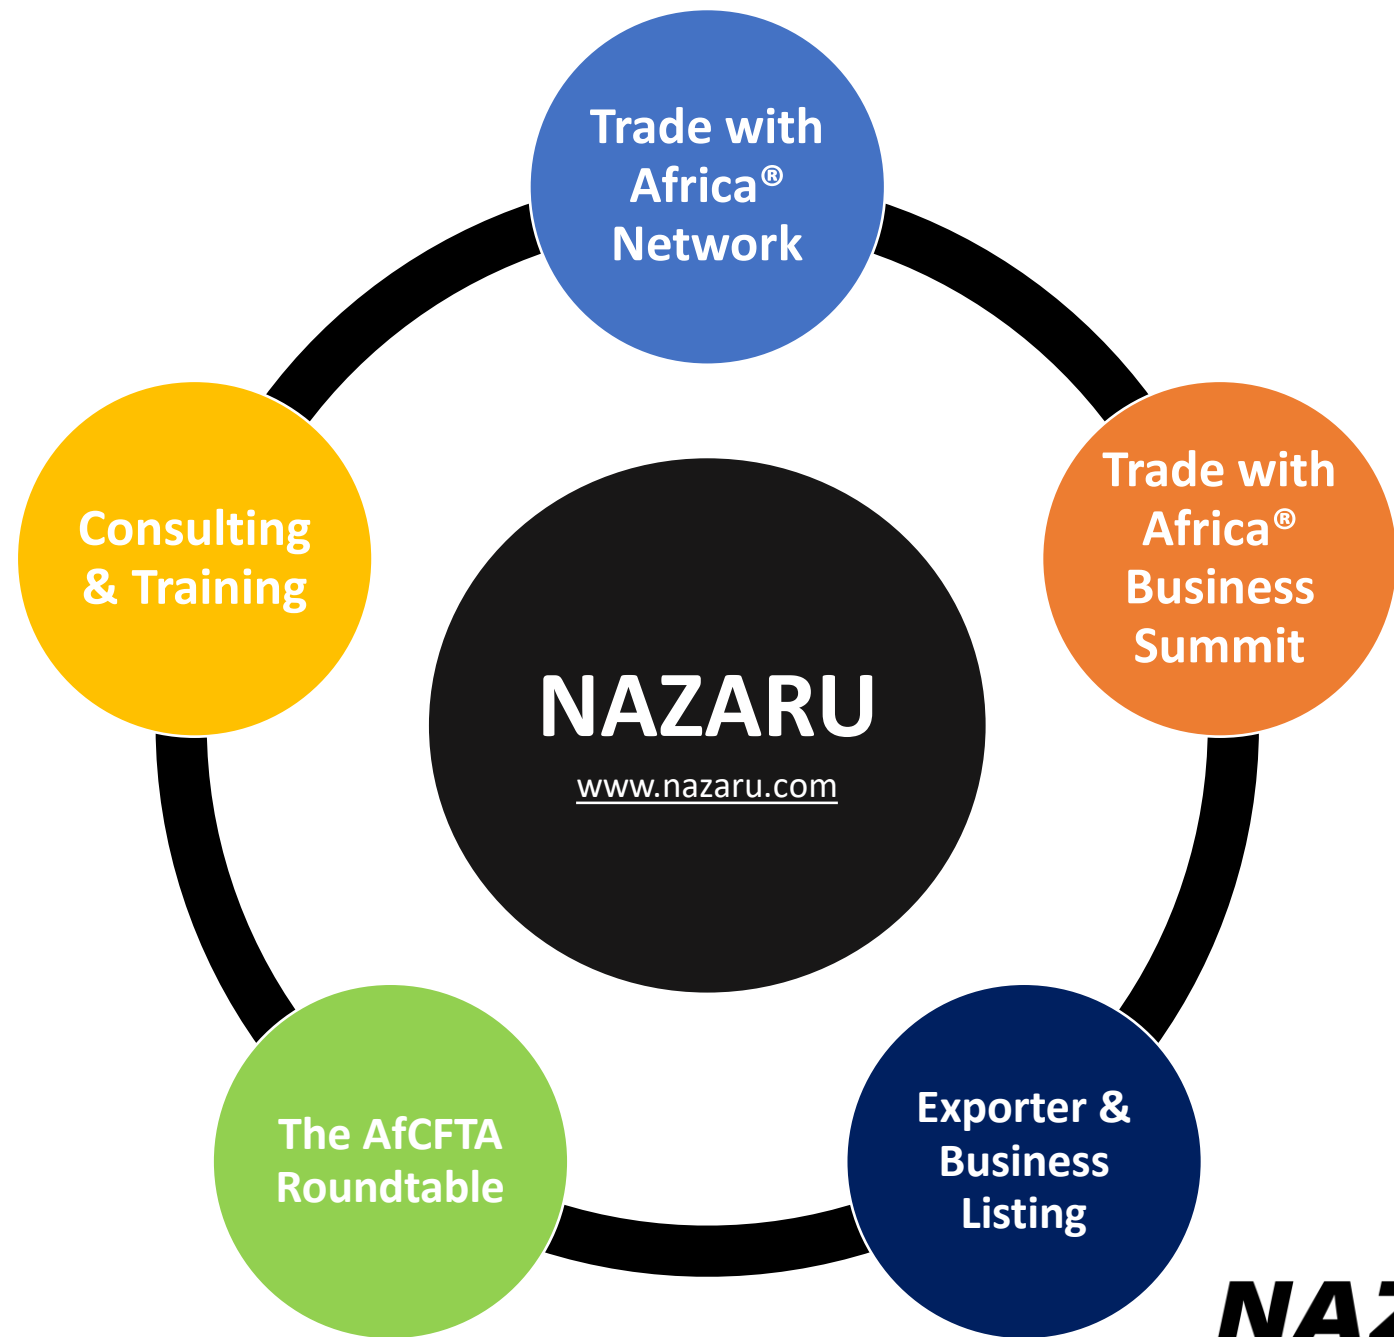 Trade with
Africa®
Network
Trade with
Africa®
Business
Summit
Consulting
& Training
NAZARU
www.nazaru.com
Exporter &
Business
Listing
The AfCFTA
Roundtable
NAZ